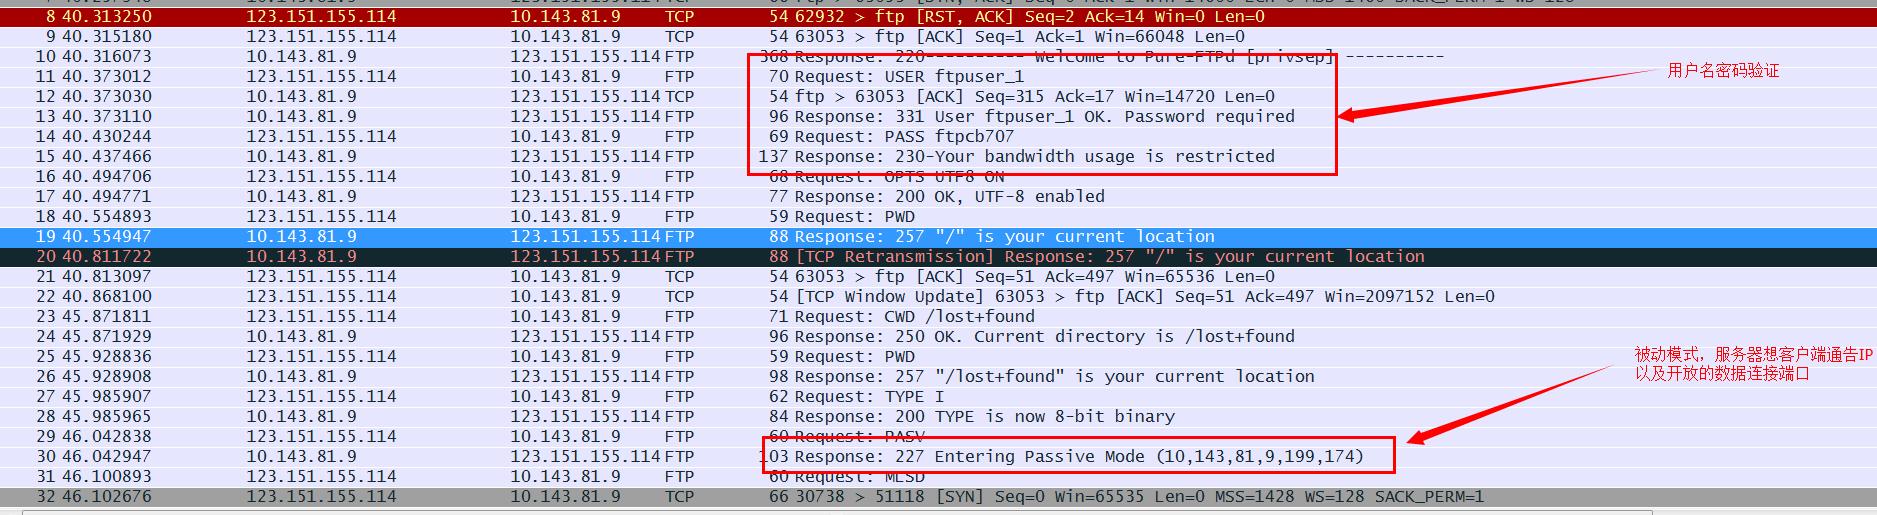 8 40.313250 123.151.155.114 10.143.81.9 TCP 54 62932 > ftp [RST, ACK] Seq=2 Ack=14 Win=0 Len=0
9 40.315180 123.151.155.114 10.143.81.9 TCP 54 63053 > ftp [ACK] Seq=1 Ack=1 Win=66048 Len=0
10 40.316073 10.143.81.9 123.151.155.114 FTP 368 Response: 220---------- Welcome to Pure-FTPd [privsep] ----------
11 40.373012 123.151.155.114 10.143.81.9 FTP 70 Request: USER ftpuser_1
用户名密码验证
12 40.373030 10.143.81.9 123.151.155.114 TCP 54 ftp > 63053 [ACK] Seq=315 Ack=17 Win=14720 Len=0
13 40.373110 10.143.81.9 123.151.155.114 FTP 96 Response: 331 User ftpuser_1 OK. Password required
14 40.430244 123.151.155.114 10.143.81.9 FTP 69 Request: PASS ftpcb707
15 40.437466 10.143.81.9 123.151.155.114 FTP 137 Response: 230-Your bandwidth usage is restricted
16 40.494706 123.151.155.114 10.143.81.9 FTP 68 Request: OPTS UTF8 ON
17 40.494771 10.143.81.9 123.151.155.114 FTP 77 Response: 200 OK, UTF-8 enabled
18 40.554893 123.151.155.114 10.143.81.9 FTP 59 Request: PWD
19 40.554947 10.143.81.9 123.151.155.114 FTP 88 Response: 257 "/" is your current location
20 40.811722 10.143.81.9 123.151.155.114 FTP 88 [TCP Retransmission] Response: 257 "/" is your current location
21 40.813097 123.151.155.114 10.143.81.9 TCP 54 63053 > ftp [ACK] Seq=51 Ack=497 Win=65536 Len=0
22 40.868100 123.151.155.114 10.143.81.9 TCP 54 [TCP Window Update] 63053 > ftp [ACK] Seq=51 Ack=497 Win=2097152 Len=0
23 45.871811 123.151.155.114 10.143.81.9 FTP 71 Request: CWD /lost+found
24 45.871929 10.143.81.9 123.151.155.114 FTP 96 Response: 250 OK. Current directory is /lost+found
25 45.928836 123.151.155.114 10.143.81.9 FTP 59 Request: PWD
被动模式，服务器想客户端通告IP
以及开放的数据连接端口
26 45.928908 10.143.81.9 123.151.155.114 FTP 98 Response: 257 "/lost+found" is your current location
27 45.985907 123.151.155.114 10.143.81.9 FTP 62 Request: TYPE I
28 45.985965 10.143.81.9 123.151.155.114 FTP 84 Response: 200 TYPE is now 8-bit binary
29 46.042838 123.151.155.114 10.143.81.9 FTP 60 Request: PASV
30 46.042947 10.143.81.9 123.151.155.114 FTP 103 Response: 227 Entering Passive Mode (10,143,81,9,199,174)
31 46.100893 123.151.155.114 10.143.81.9 FTP 60 Request: MLSD
32 46.102676 123.151.155.114 10.143.81.9 TCP 66 30738 > 51118 [SYN] Seq=0 Win=65535 Len=0 MSS=1428 WS=128 SACK_PERM=1